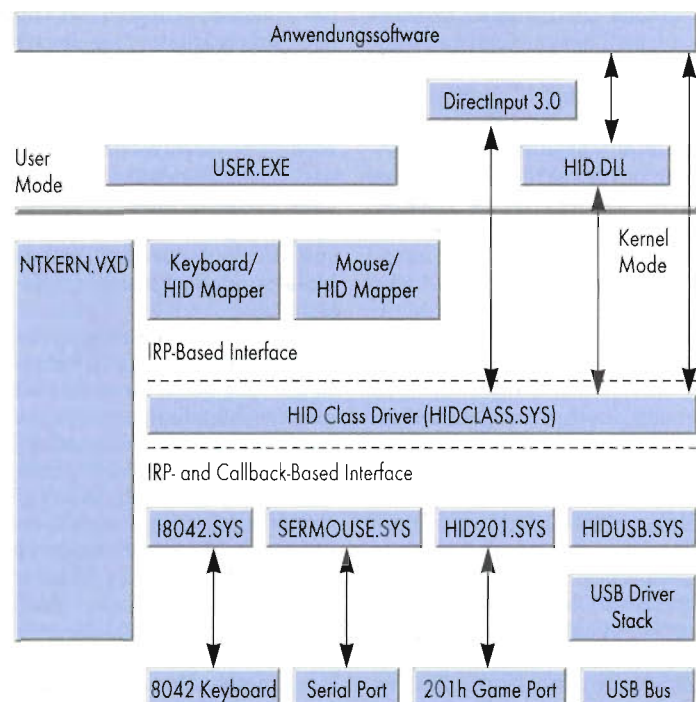 Anwendungssoftware
DirectInput 3.0
User
Mode
USER.EXE
HID.DLL
NTKERN.VXD
Keyboard/
HID Mapper
Mouse/
HID Mapper
Kernel
Mode
IRP-Based Interface
HID Class Driver (HIDCLASS.SYS)
IRP- and Callback-Based Interface
I8042.SYS
SERMOUSE.SYS
HID201.SYS
HIDUSB.SYS
USB Driver
Stack
8042 Keyboard
Serial Port
201h Game Port
USB Bus